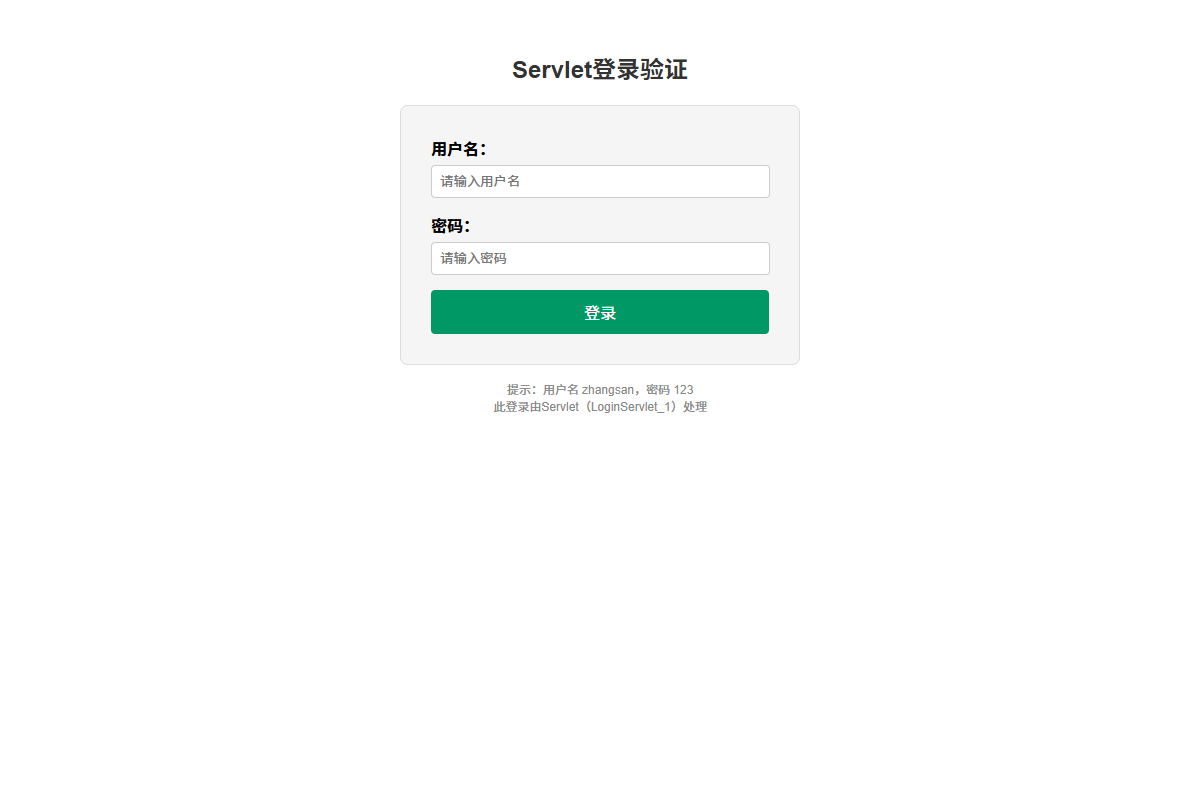 Servlet登录验证
用户名：
请输入用户名
密码：
请输入密码
登录
提示：用户名 zhangsan，密码 123
此登录由Servlet（LoginServlet_1）处理